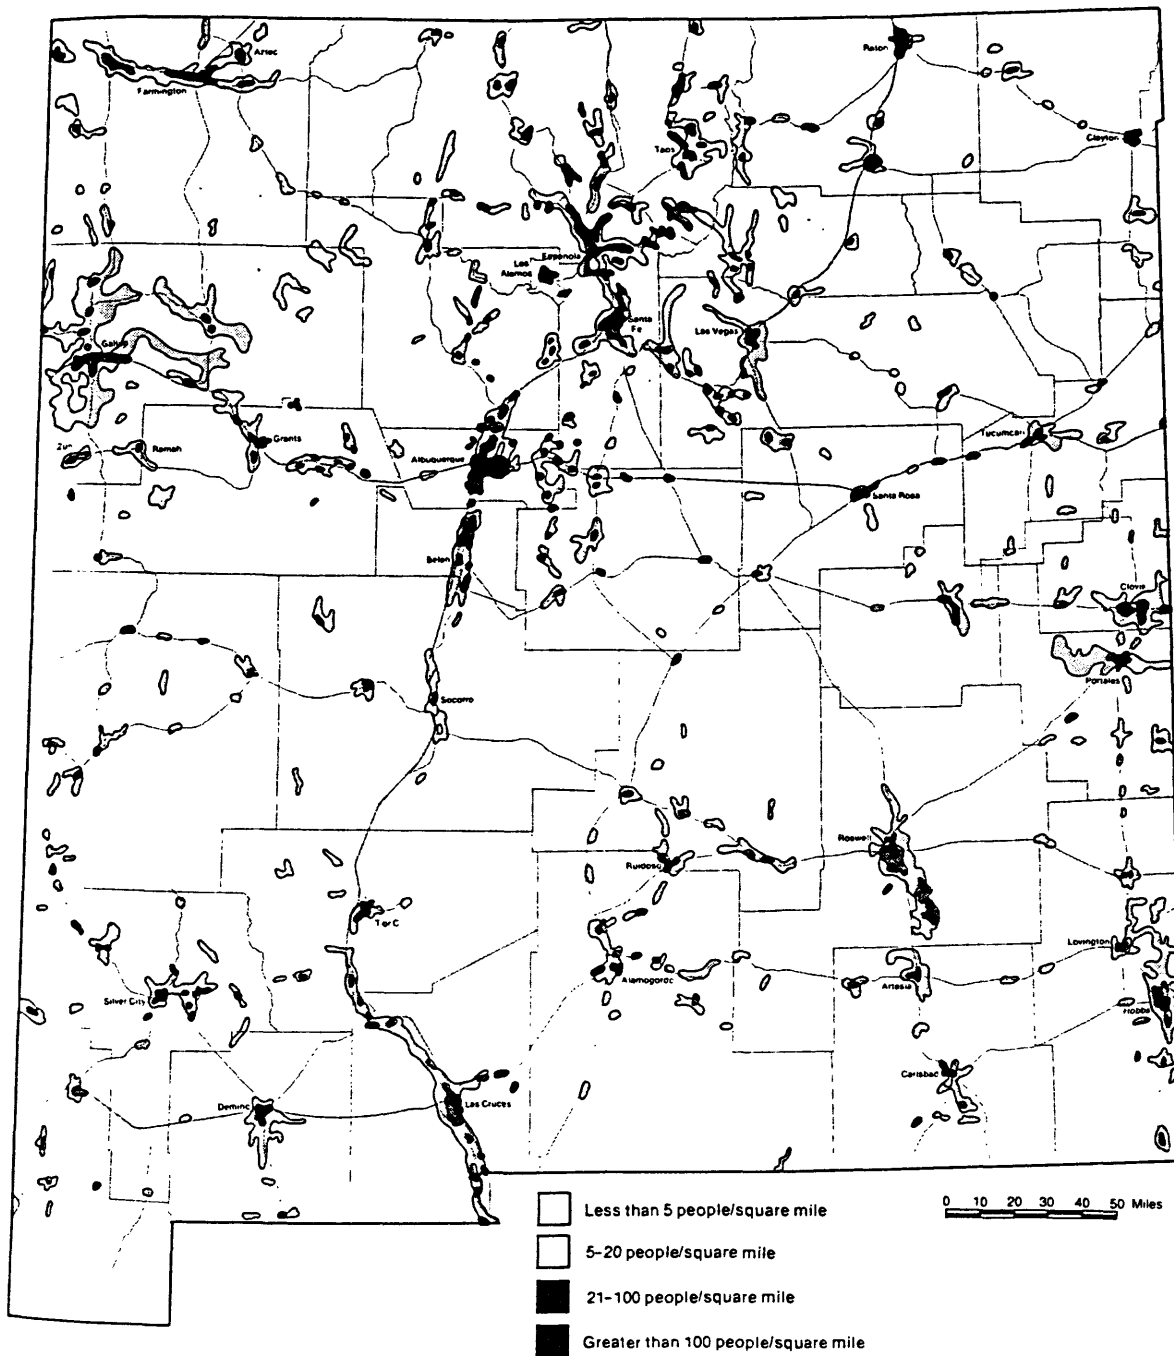 Aztec
Raton
Farmington
Clayton
Taos
Espanola
Los
Alamos
Santa
Fe
Las Vegas
Gallup
Tucumcari
Grants
Zuni
Ramah
Albuquerque
Santa Rosa
Belen
Clovis
Portales
Socorro
Roswell
Ruidoso
T or C
Lovington
Alamogordo
Artesia
Silver City
Hobbs
Carlsbad
Deming
Las Cruces
Less than 5 people/square mile
0 10 20 30 40 50 Miles
5-20 people/square mile
21-100 people/square mile
Greater than 100 people/square mile